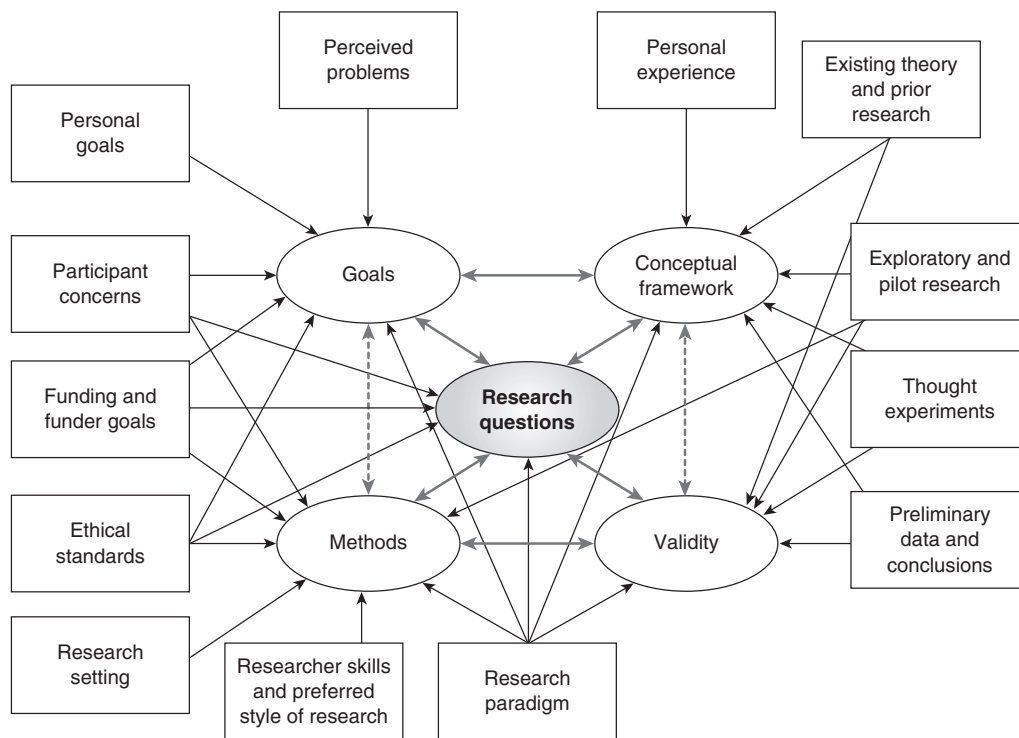 Perceived
problems
Personal
experience
Existing theory
and prior
research
Personal
goals
Participant
concerns
Goals
Conceptual
framework
Exploratory and
pilot research
Funding and
funder goals
Research
questions
Thought
experiments
Ethical
standards
Methods
Validity
Preliminary
data and
conclusions
Research
setting
Researcher skills
and preferred
style of research
Research
paradigm